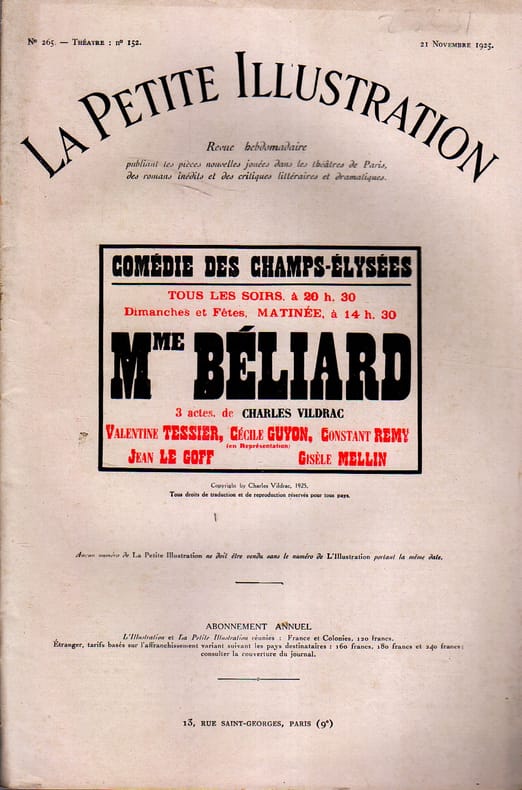 Nº 265. — Théatre : nº 152.
21 Novembre 1925.
LA PETITE ILLUSTRATION
Revue hebdomadaire
publiant les pièces nouvelles jouées dans les théâtres de Paris,
des romans inédits et des critiques littéraires et dramatiques.
COMÉDIE DES CHAMPS-ÉLYSÉES
TOUS LES SOIRS, à 20 h. 30
Dimanches et Fêtes, MATINÉE, à 14 h. 30
MME BÉLIARD
3 actes, de CHARLES VILDRAC
VALENTINE TESSIER, CÉCILE GUYON, CONSTANT REMY
(en Représentation)
JEAN LE GOFF GISÈLE MELLIN
Copyright by Charles Vildrac, 1925.
Tous droits de traduction et de reproduction réservés pour tous pays.
Aucun numéro de La Petite Illustration ne doit être vendu sans le numéro de L'Illustration portant la même date.
ABONNEMENT ANNUEL
L'Illustration et La Petite Illustration réunies : France et Colonies, 120 francs.
Étranger, tarifs basés sur l'affranchissement variant suivant les pays destinataires : 160 francs, 180 francs et 240 francs;
consulter la couverture du journal.
13, RUE SAINT-GEORGES, PARIS (9e)